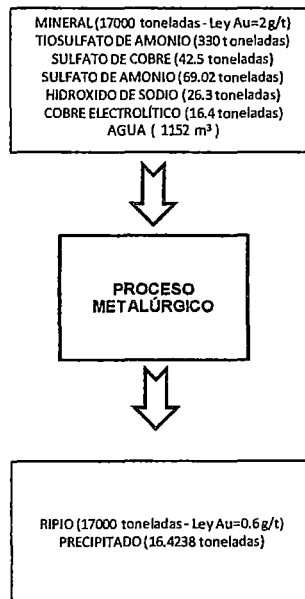 MINERAL (17000 toneladas - Ley Au=2 g/t)
TIOSULFATO DE AMONIO (330 toneladas)
SULFATO DE COBRE (42.5 toneladas)
SULFATO DE AMONIO (69.02 toneladas)
HIDROXIDO DE SODIO (26.3 toneladas)
COBRE ELECTROLÍTICO (16.4 toneladas)
AGUA ( 1152 m³ )
PROCESO
METALÚRGICO
RIPIO (17000 toneladas - Ley Au=0.6 g/t)
PRECIPITADO (16.4238 toneladas)